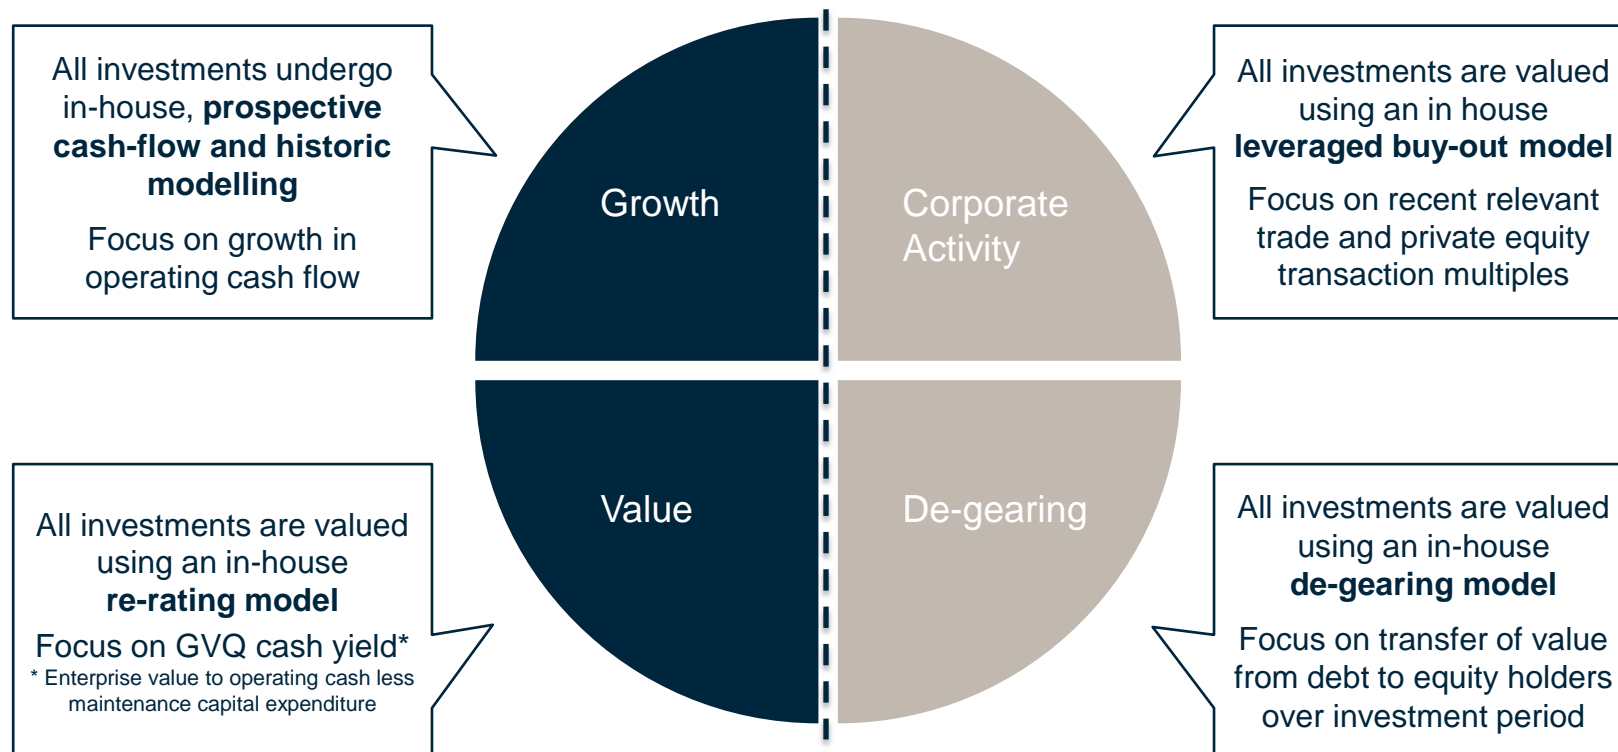 All investments undergo
in-house, prospective
cash-flow and historic
modelling
Focus on growth in
operating cash flow
Growth
Corporate
Activity
All investments are valued
using an in house
leveraged buy-out model
Focus on recent relevant
trade and private equity
transaction multiples
All investments are valued
using an in-house
re-rating model
Focus on GVQ cash yield*
* Enterprise value to operating cash less
maintenance capital expenditure
Value
De-gearing
All investments are valued
using an in-house
de-gearing model
Focus on transfer of value
from debt to equity holders
over investment period